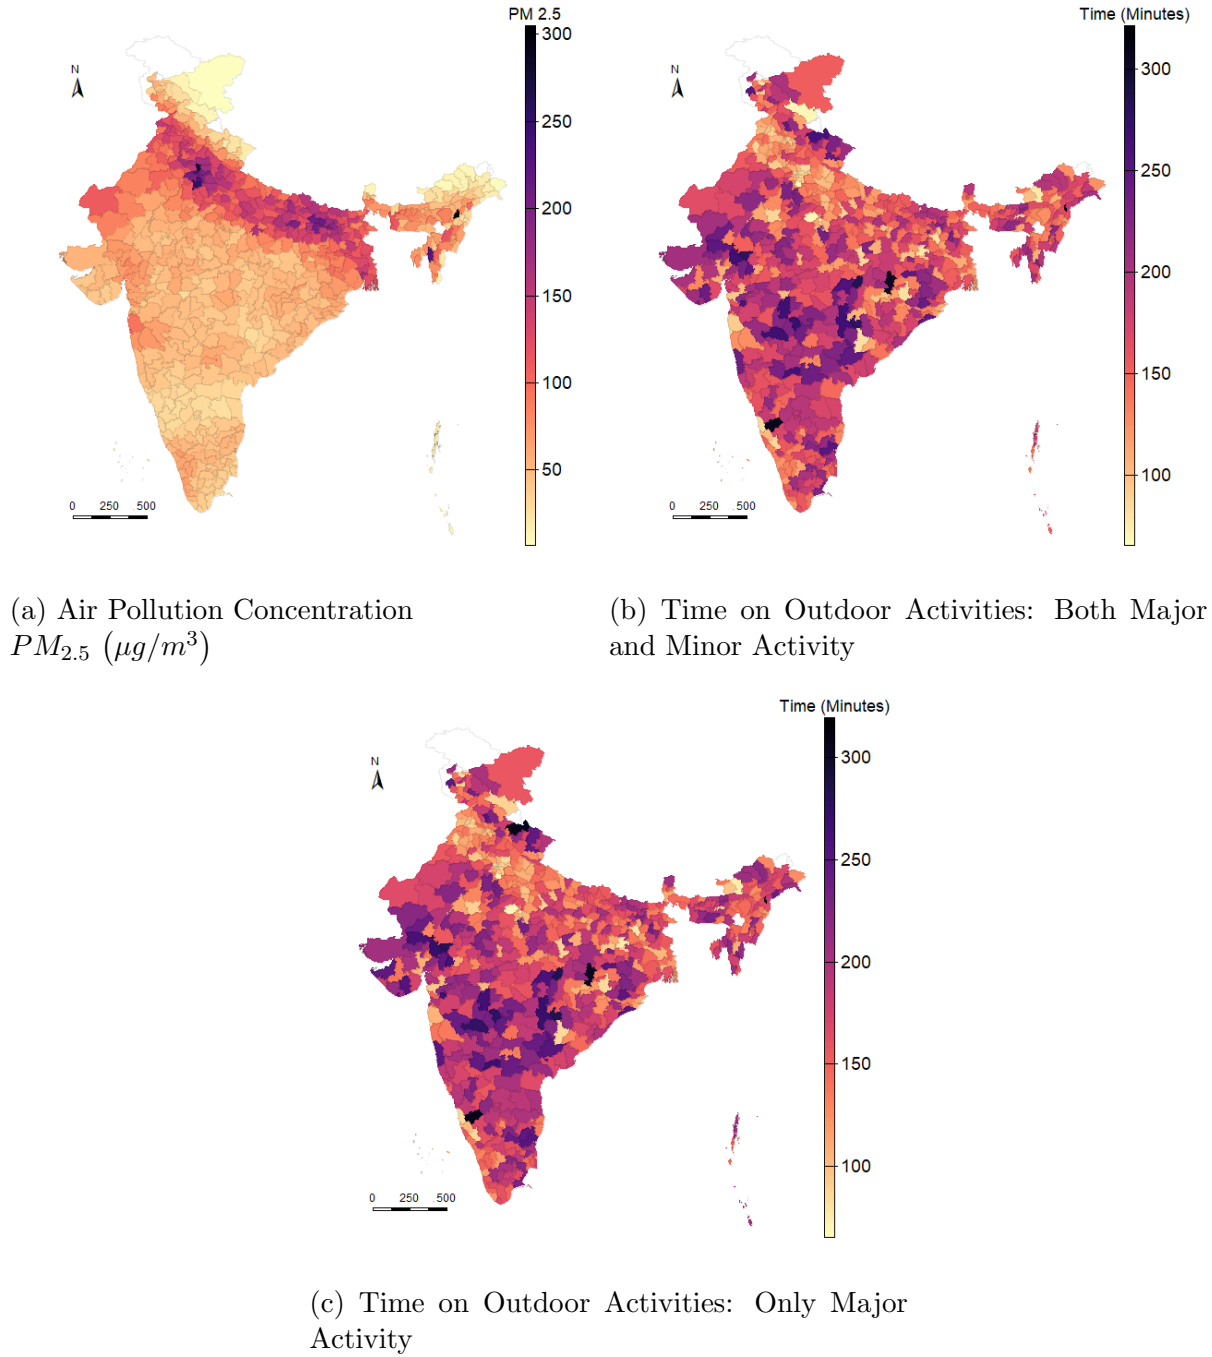 PM 2.5
300
250
200
150
100
50
N
0 250 500
Time (Minutes)
300
250
200
150
100
N
0 250 .500
(a) Air Pollution Concentration
PM2.5 (μg/m³)
(b) Time on Outdoor Activities: Both Major
and Minor Activity
Time (Minutes)
300
250
200
150
100
N
0 250 .500
(c) Time on Outdoor Activities: Only Major
Activity